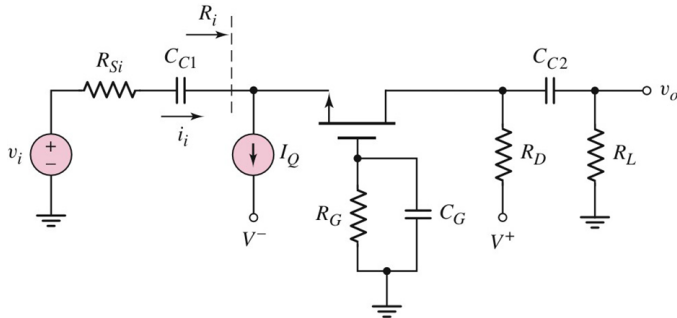 R_i
R_Si
C_C1
C_C2
v_o
i_i
v_i
+
−
I_Q
R_D
R_L
R_G
C_G
V^−
V^+